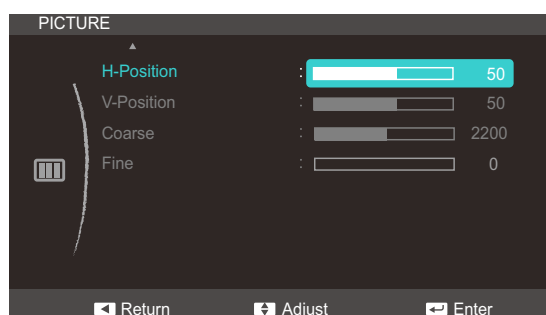 PICTURE
H-Position : 50
V-Position : 50
Coarse : 2200
Fine : 0
Return Adjust Enter